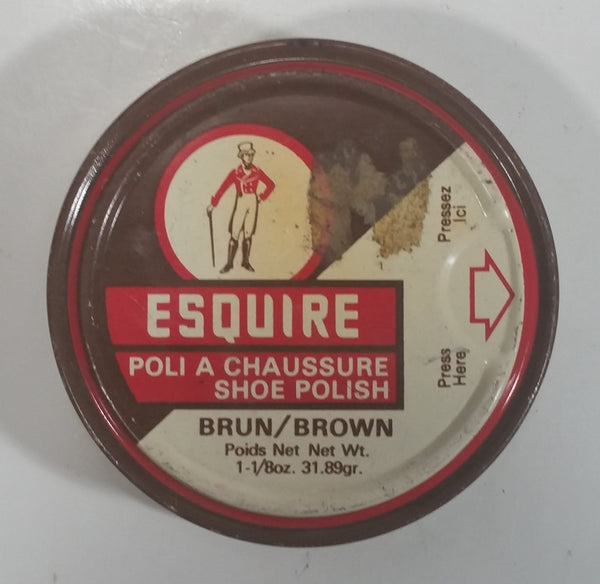 ESQUIRE
POLI A CHAUSSURE
SHOE POLISH
BRUN/BROWN
Poids Net Net Wt.
1-1/8oz. 31.89gr.
Pressez
Ici
Press
Here